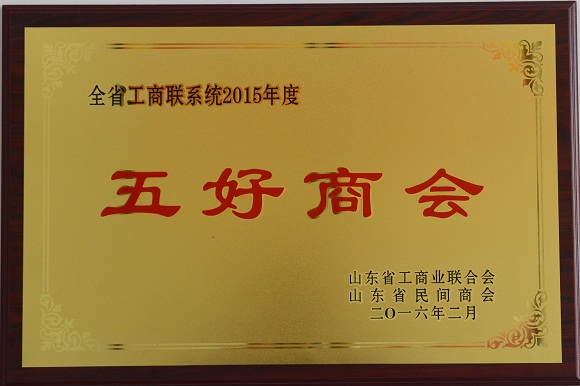 全省工商联系统2015年度
五好商会
山东省工商业联合会
山东省民间商会
二〇一六年二月